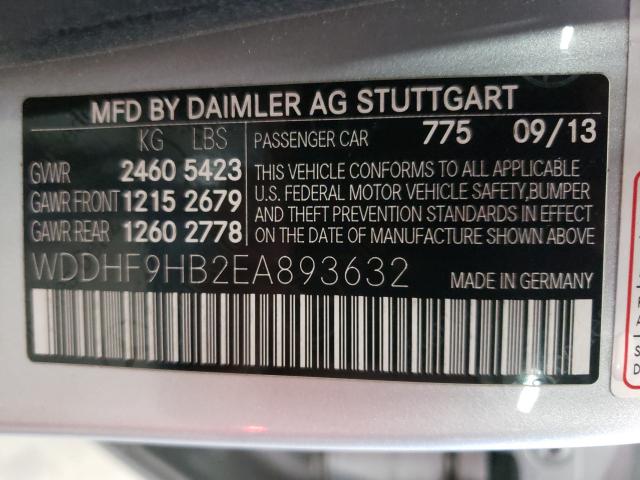 MFD BY DAIMLER AG STUTTGART
KG LBS
GVWR 2460 5423
GAWR FRONT 1215 2679
GAWR REAR 1260 2778
PASSENGER CAR 775 09/13
THIS VEHICLE CONFORMS TO ALL APPLICABLE
U.S. FEDERAL MOTOR VEHICLE SAFETY,BUMPER
AND THEFT PREVENTION STANDARDS IN EFFECT
ON THE DATE OF MANUFACTURE SHOWN ABOVE
WDDHF9HB2EA893632 MADE IN GERMANY